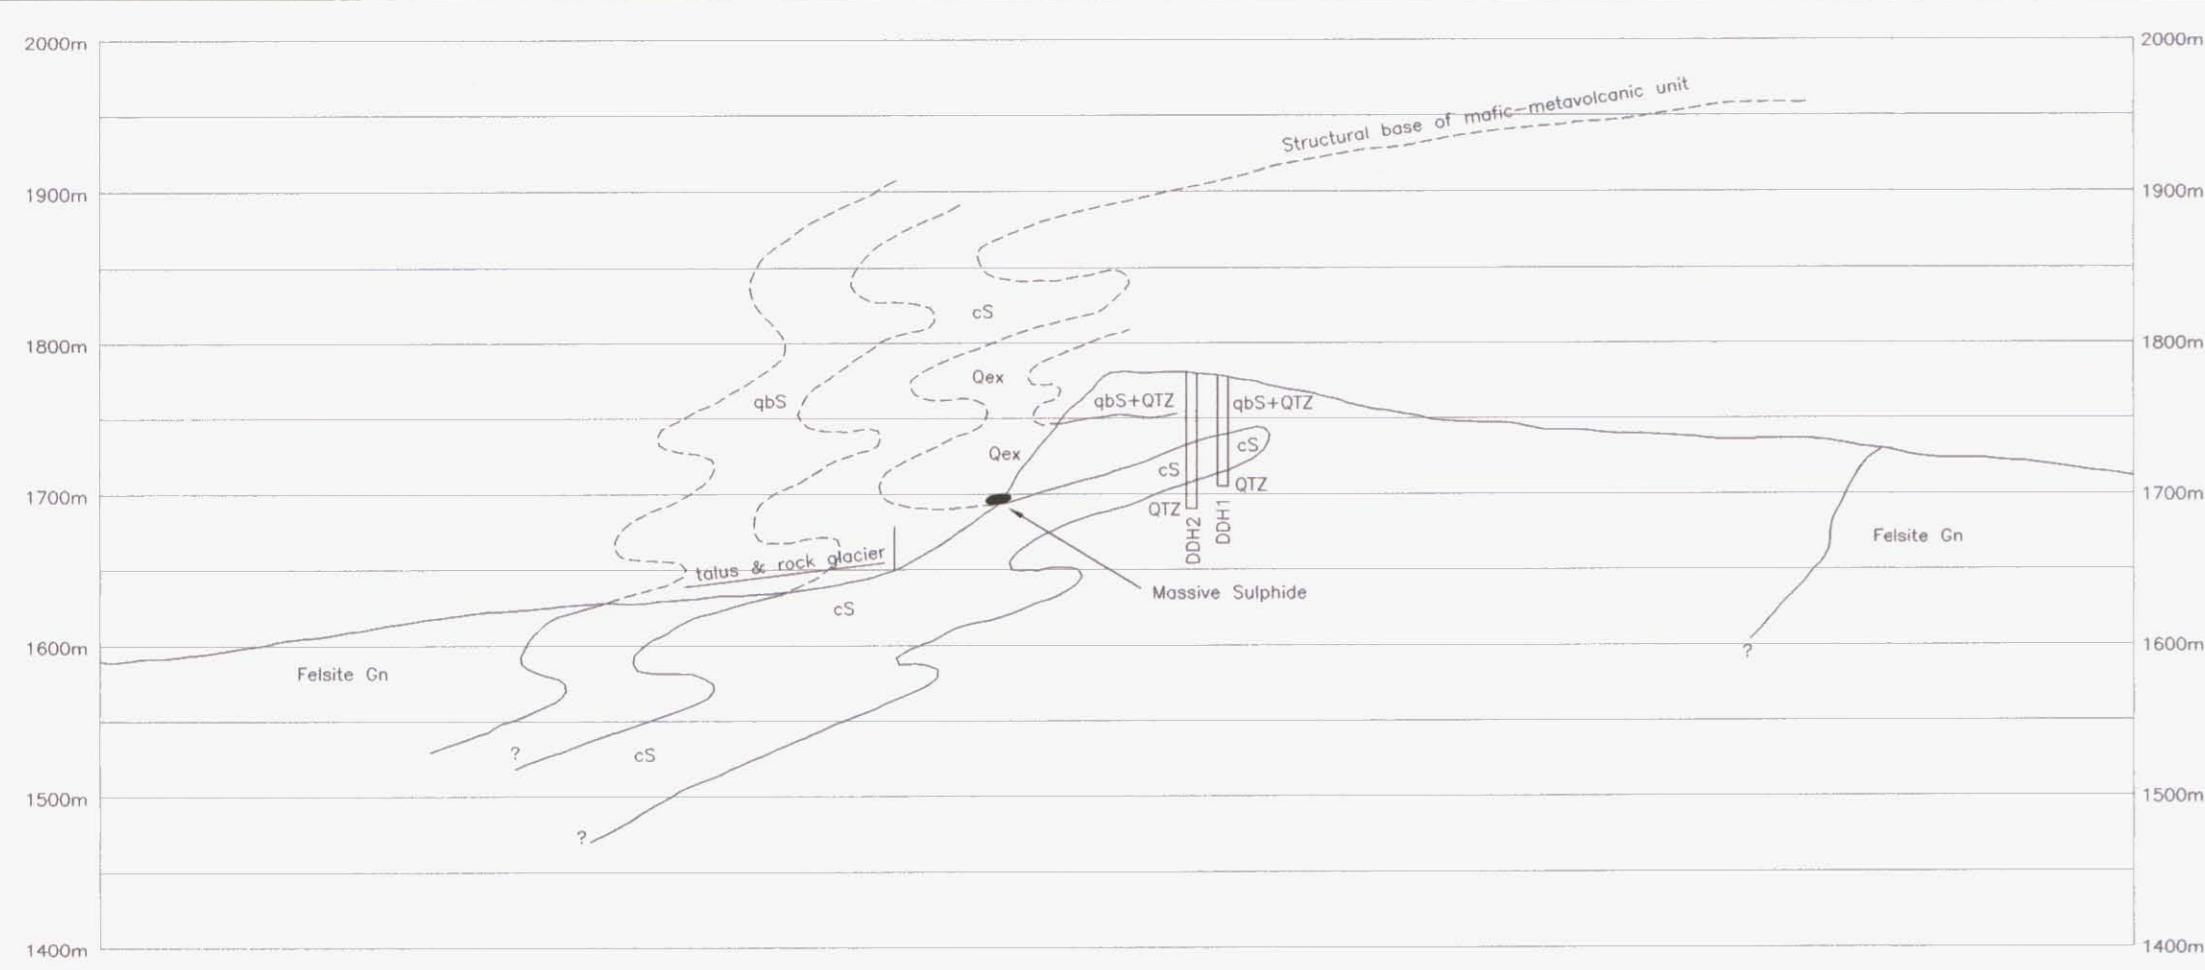 2000m
2000m
Structural base of mafic-metavolcanic unit
1900m
1900m
cS
1800m
1800m
Qex
qbS
qbS+QTZ
qbS+QTZ
Qex
cS
cS
QTZ
1700m
1700m
QTZ
DDH2
DDH1
Felsite Gn
talus & rock glacier
Massive Sulphide
cS
1600m
1600m
?
Felsite Gn
?
cS
1500m
1500m
?
1400m
1400m